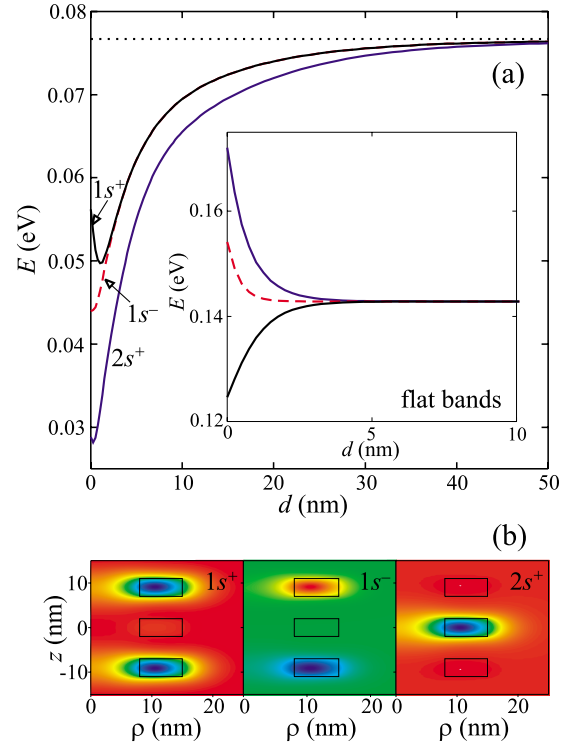 0.08
(a)
0.07
0.06
1s⁺
0.16
E (eV)
E (eV)
0.05
0.14
1s⁻
0.04
2s⁺
flat bands
0.12
0.03
0 5 10
d (nm)
0 10 20 30 40 50
d (nm)
(b)
10
1s⁺
1s⁻
2s⁺
z (nm)
0
-10
0 10 20 0 10 20 0 10 20
ρ (nm) ρ (nm) ρ (nm)